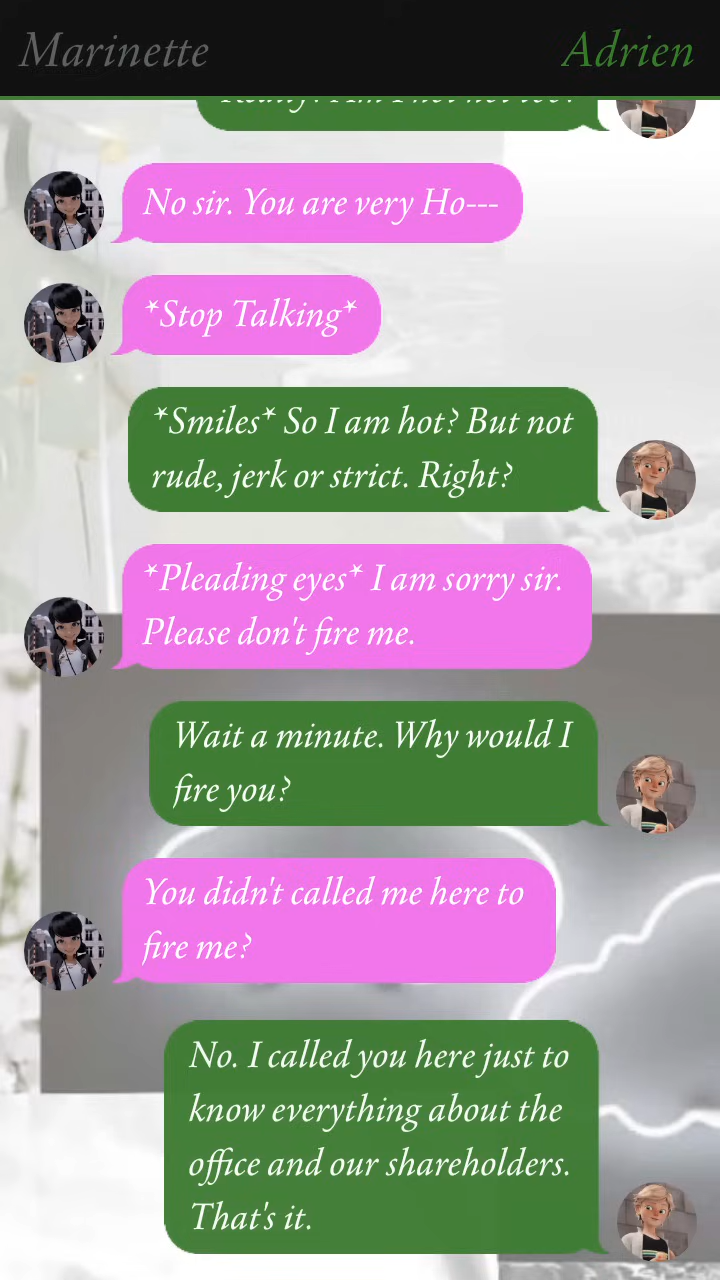 Marinette
Adrien
No sir. You are very Ho---
*Stop Talking*
*Smiles* So I am hot? But not
rude, jerk or strict. Right?
*Pleading eyes* I am sorry sir.
Please don't fire me.
Wait a minute. Why would I
fire you?
You didn't called me here to
fire me?
No. I called you here just to
know everything about the
office and our shareholders.
That's it.